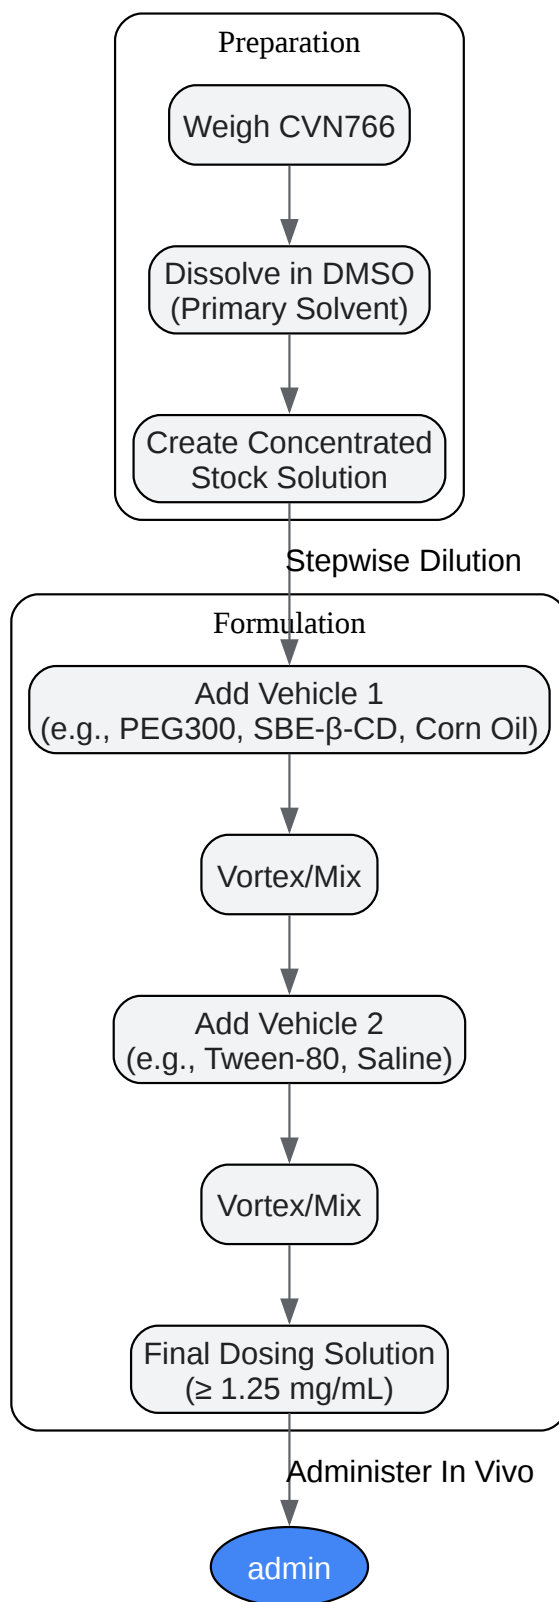 Preparation
Weigh CVN766
Dissolve in DMSO
(Primary Solvent)
Create Concentrated
Stock Solution
Stepwise Dilution
Formulation
Add Vehicle 1
(e.g., PEG300, SBE-β-CD, Corn Oil)
Vortex/Mix
Add Vehicle 2
(e.g., Tween-80, Saline)
Vortex/Mix
Final Dosing Solution
(≥ 1.25 mg/mL)
Administer In Vivo
admin